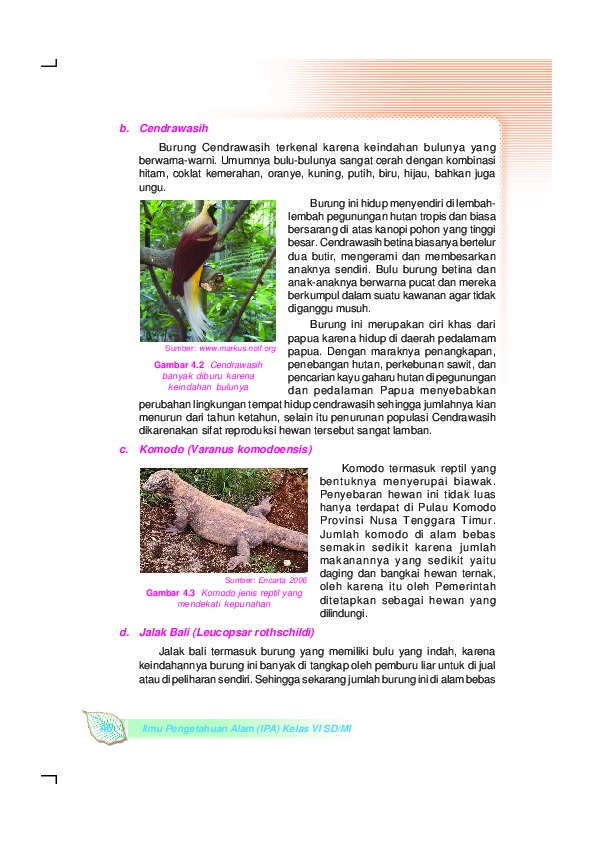 b. Cendrawasih
Burung Cendrawasih terkenal karena keindahan bulunya yang
berwarna-warni. Umumnya bulu-bulunya sangat cerah dengan kombinasi
hitam, coklat kemerahan, oranye, kuning, putih, biru, hijau, bahkan juga
ungu.
Burung ini hidup menyendiri di lembah-
lembah pegunungan hutan tropis dan biasa
bersarang di atas kanopi pohon yang tinggi
besar. Cendrawasih betina biasanya bertelur
dua butir, mengerami dan membesarkan
anaknya sendiri. Bulu burung betina dan
anak-anaknya berwarna pucat dan mereka
berkumpul dalam suatu kawanan agar tidak
diganggu musuh.
Sumber: www.markus.noll.org
Gambar 4.2 Cendrawasih
banyak diburu karena
keindahan bulunya
Burung ini merupakan ciri khas dari
papua karena hidup di daerah pedalamam
papua. Dengan maraknya penangkapan,
penebangan hutan, perkebunan sawit, dan
pencarian kayu gaharu hutan di pegunungan
dan pedalaman Papua menyebabkan
perubahan lingkungan tempat hidup cendrawasih sehingga jumlahnya kian
menurun dari tahun ketahun, selain itu penurunan populasi Cendrawasih
dikarenakan sifat reproduksi hewan tersebut sangat lamban.
c. Komodo (Varanus komodoensis)
Komodo termasuk reptil yang
bentuknya menyerupai biawak.
Penyebaran hewan ini tidak luas
hanya terdapat di Pulau Komodo
Provinsi Nusa Tenggara Timur.
Jumlah komodo di alam bebas
semakin sedikit karena jumlah
makanannya yang sedikit yaitu
daging dan bangkai hewan ternak,
oleh karena itu oleh Pemerintah
ditetapkan sebagai hewan yang
dilindungi.
Sumber: Encarta 2006
Gambar 4.3 Komodo jenis reptil yang
mendekati kepunahan
d. Jalak Bali (Leucopsar rothschildi)
Jalak bali termasuk burung yang memiliki bulu yang indah, karena
keindahannya burung ini banyak di tangkap oleh pemburu liar untuk di jual
atau di peliharan sendiri. Sehingga sekarang jumlah burung ini di alam bebas
Ilmu Pengetahuan Alam (IPA) Kelas VI SD/MI